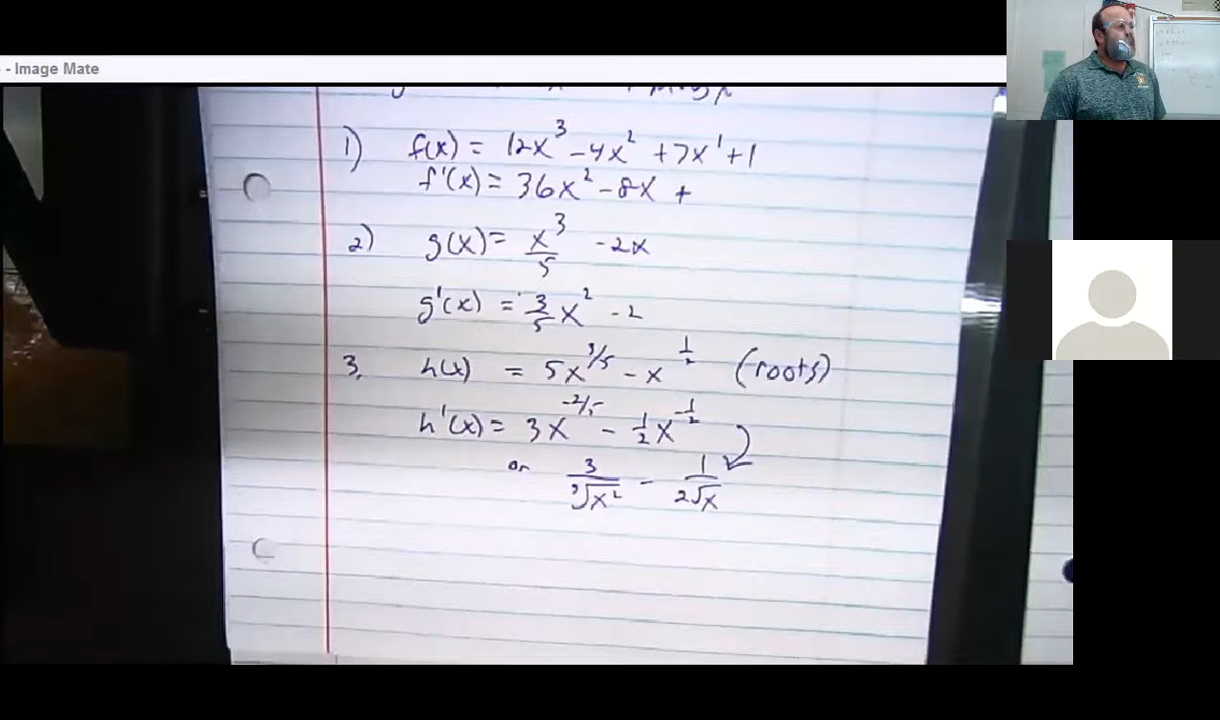 - Image Mate
1) f(x) = 12x³ - 4x² + 7x¹ + 1
f'(x) = 36x² - 8x +
2) g(x) = x³/5 - 2x
g'(x) = 3/5 x² - 2
3. h(x) = 5x^3/5 - x^1/2 (roots)
h'(x) = 3x^-2/5 - 1/2 x^-1/2
or 3/⁵√x² - 1/2√x